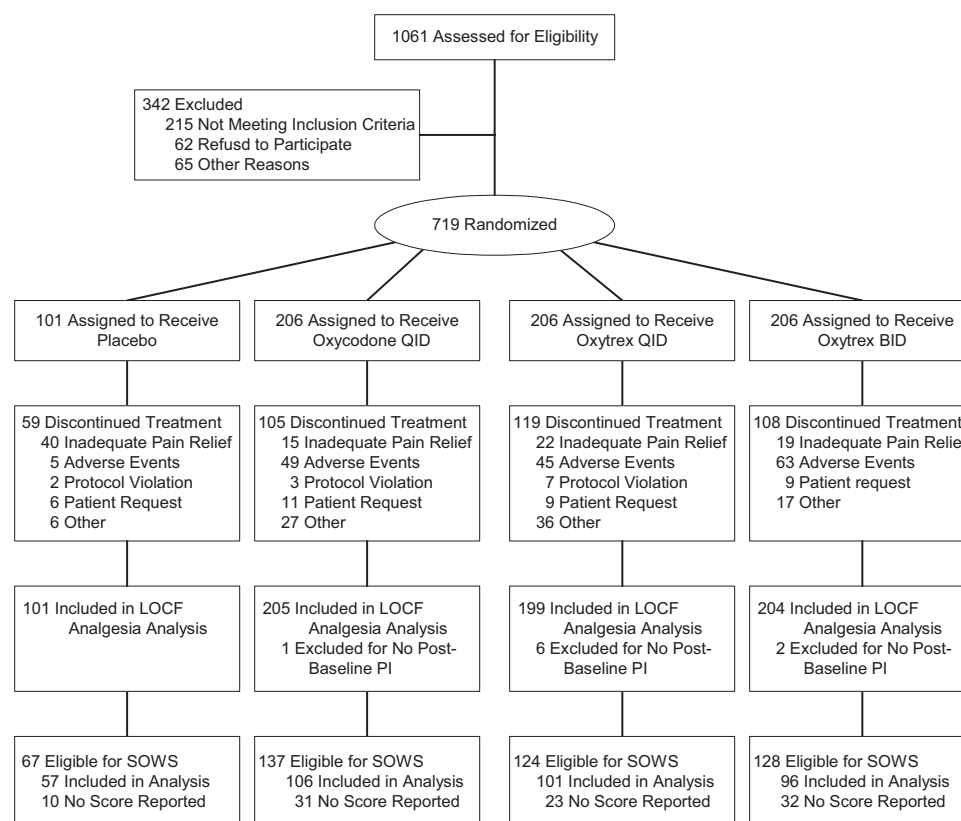 1061 Assessed for Eligibility
342 Excluded
215 Not Meeting Inclusion Criteria
62 Refusd to Participate
65 Other Reasons
719 Randomized
101 Assigned to Receive
Placebo
206 Assigned to Receive
Oxycodone QID
206 Assigned to Receive
Oxytrex QID
206 Assigned to Receive
Oxytrex BID
59 Discontinued Treatment
40 Inadequate Pain Relief
5 Adverse Events
2 Protocol Violation
6 Patient Request
6 Other
105 Discontinued Treatment
15 Inadequate Pain Relief
49 Adverse Events
3 Protocol Violation
11 Patient Request
27 Other
119 Discontinued Treatment
22 Inadequate Pain Relief
45 Adverse Events
7 Protocol Violation
9 Patient Request
36 Other
108 Discontinued Treatment
19 Inadequate Pain Relief
63 Adverse Events
9 Patient request
17 Other
101 Included in LOCF
Analgesia Analysis
205 Included in LOCF
Analgesia Analysis
1 Excluded for No Post-
Baseline PI
199 Included in LOCF
Analgesia Analysis
6 Excluded for No Post-
Baseline PI
204 Included in LOCF
Analgesia Analysis
2 Excluded for No Post-
Baseline PI
67 Eligible for SOWS
57 Included in Analysis
10 No Score Reported
137 Eligible for SOWS
106 Included in Analysis
31 No Score Reported
124 Eligible for SOWS
101 Included in Analysis
23 No Score Reported
128 Eligible for SOWS
96 Included in Analysis
32 No Score Reported